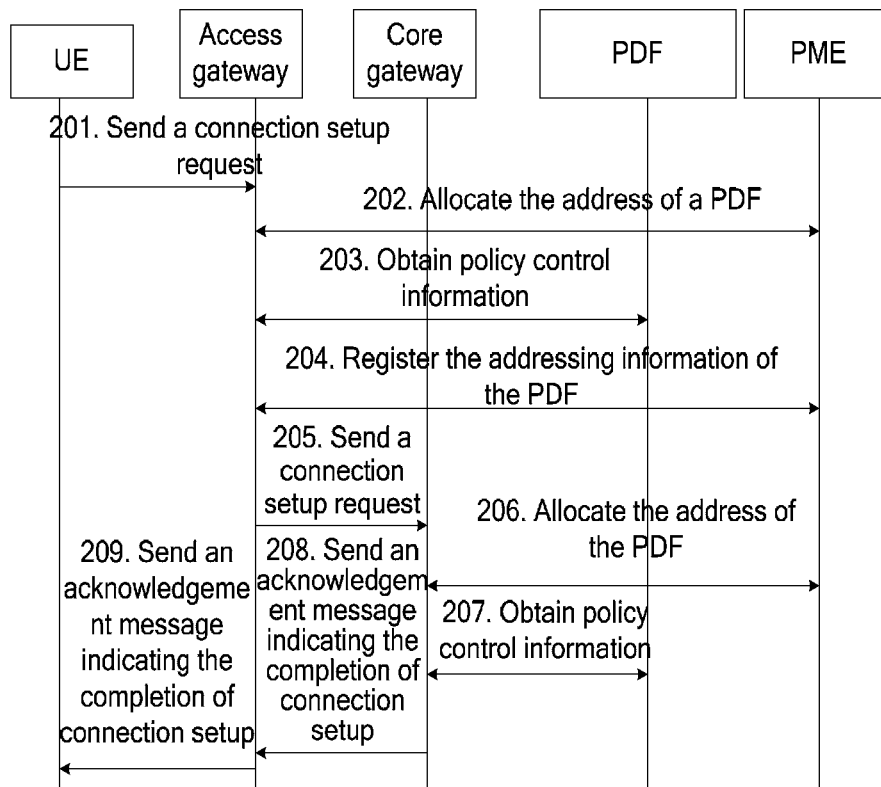 UE
Access
gateway
Core
gateway
PDF
PME
201. Send a connection setup
request
202. Allocate the address of a PDF
203. Obtain policy control
information
204. Register the addressing information of
the PDF
205. Send a
connection
setup request
206. Allocate the address of
the PDF
209. Send an
acknowledgeme
nt message
indicating the
completion of
connection setup
208. Send an
acknowledgem
ent message
indicating the
completion of
connection
setup
207. Obtain policy
control information